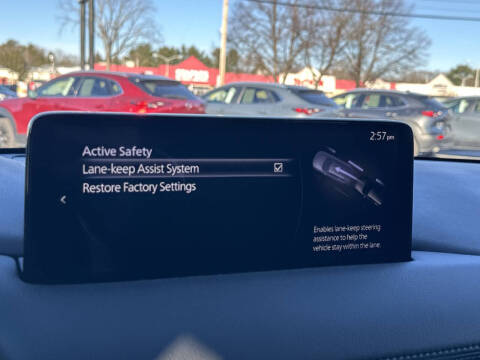 2:57 pm
Active Safety
Lane-keep Assist System
Restore Factory Settings
Enables lane-keep steering
assistance to help the
vehicle stay within the lane.